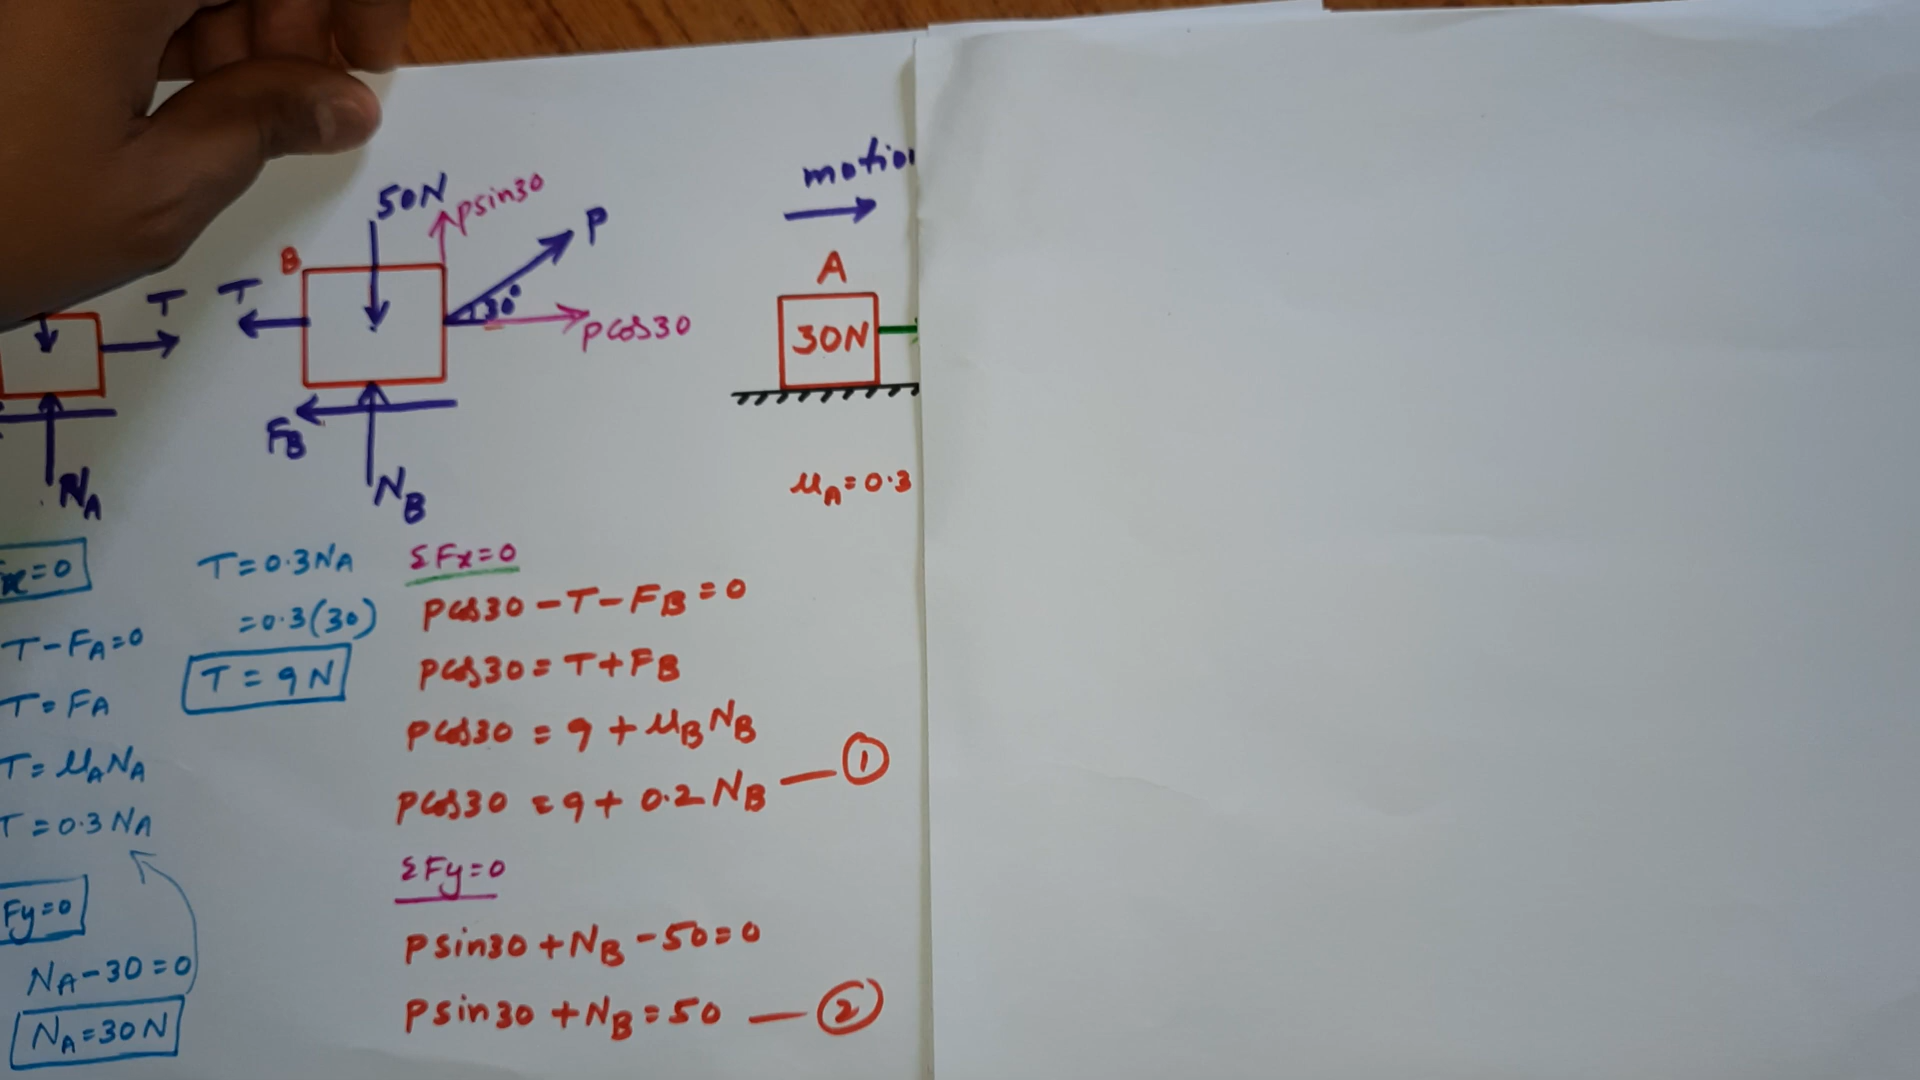 50N
psin30
P
B
T
T
30°
pcos30
FB
NA
NB
motion
A
30N
μA=0.3
x=0
T-FA=0
T=FA
T=μANA
T=0.3NA
Fy=0
NA-30=0
NA=30N
T=0.3NA
=0.3(30)
T=9N
ΣFx=0
pcos30-T-FB=0
pcos30=T+FB
pcos30=9+μBNB
pcos30=9+0.2NB — ①
ΣFy=0
psin30+NB-50=0
psin30+NB=50 — ②